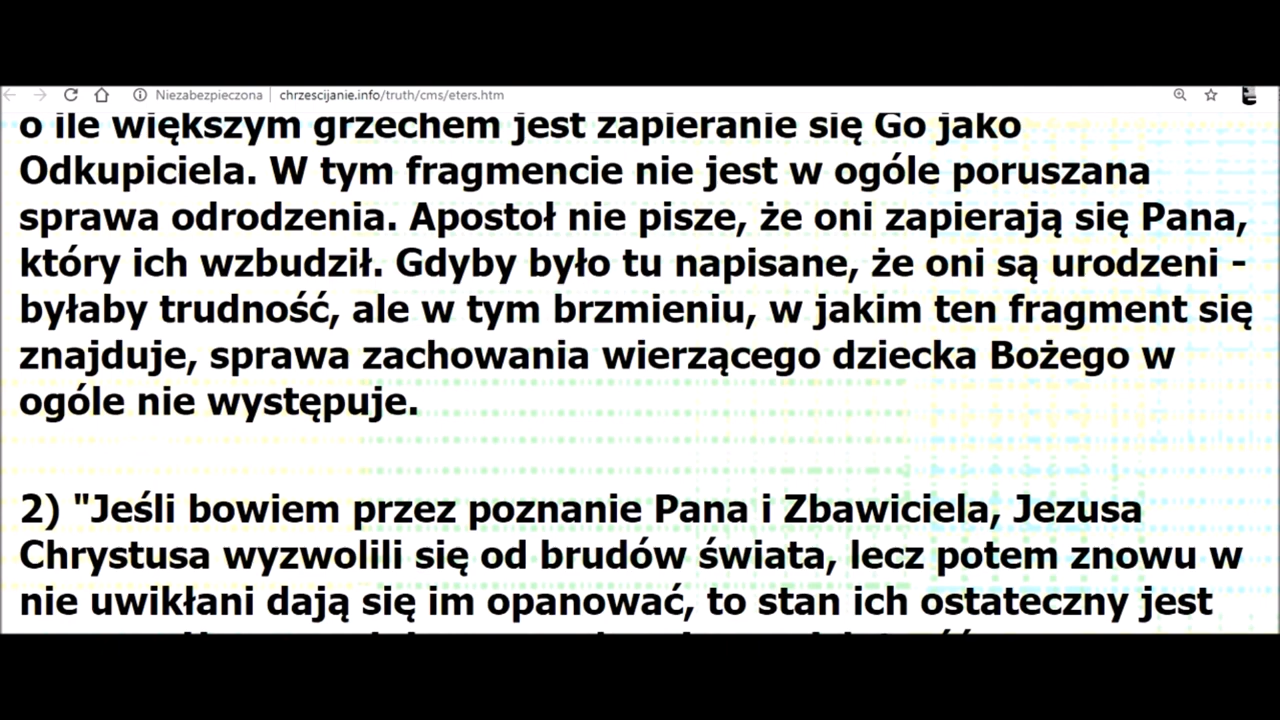 Niezabezpieczona chrzescijanie.info/truth/cms/eters.htm
o ile większym grzechem jest zapieranie się Go jako
Odkupiciela. W tym fragmencie nie jest w ogóle poruszana
sprawa odrodzenia. Apostoł nie pisze, że oni zapierają się Pana,
który ich wzbudził. Gdyby było tu napisane, że oni są urodzeni -
byłaby trudność, ale w tym brzmieniu, w jakim ten fragment się
znajduje, sprawa zachowania wierzącego dziecka Bożego w
ogóle nie występuje.
2) "Jeśli bowiem przez poznanie Pana i Zbawiciela, Jezusa
Chrystusa wyzwolili się od brudów świata, lecz potem znowu w
nie uwikłani dają się im opanować, to stan ich ostateczny jest